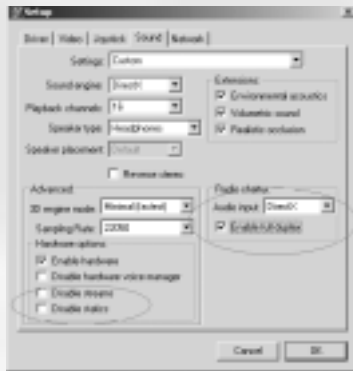 Setup
Driver Video Joystick Sound Network
Settings: Custom
Sound engine: DirectX
Playback channels: 16
Speaker type: Headphones
Speaker placement: Default
Reverse stereo
Extensions:
Environmental acoustics
Volumetric sound
Realistic occlusion
Advanced:
3D engine mode: Minimal (fastest)
Sampling Rate: 22050
Hardware options:
Enable hardware
Disable hardware voice manager
Disable streams
Disable statics
Radio chatter
Audio input: DirectX
Enable full duplex
Cancel OK